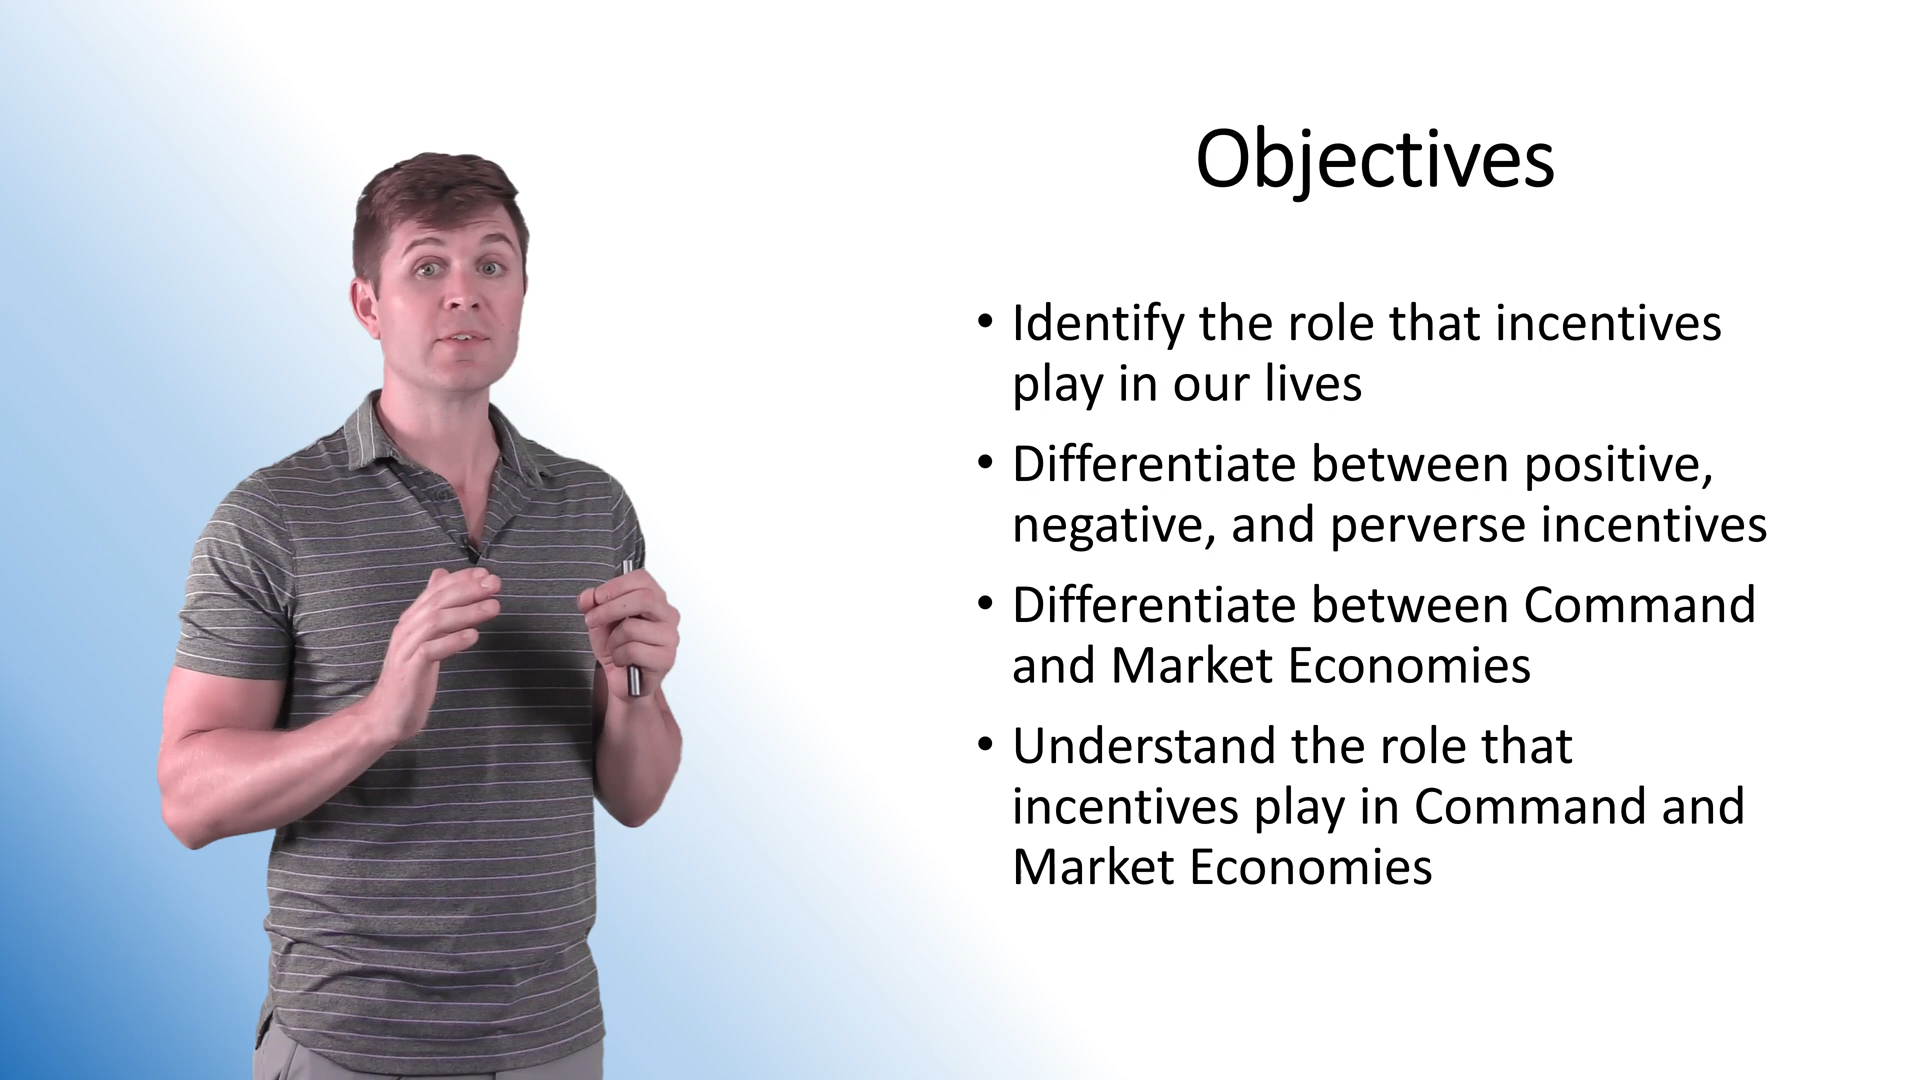 Objectives
• Identify the role that incentives
play in our lives
• Differentiate between positive,
negative, and perverse incentives
• Differentiate between Command
and Market Economies
• Understand the role that
incentives play in Command and
Market Economies